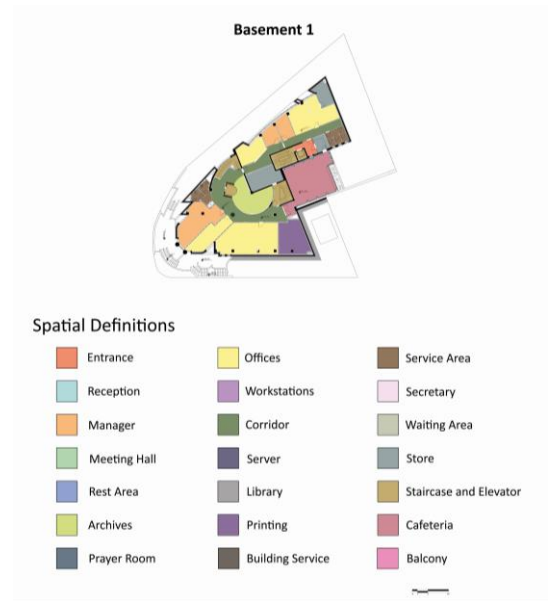 Basement 1
Spatial Definitions
Entrance
Offices
Service Area
Reception
Workstations
Secretary
Manager
Corridor
Waiting Area
Meeting Hall
Server
Store
Rest Area
Library
Staircase and Elevator
Archives
Printing
Cafeteria
Prayer Room
Building Service
Balcony